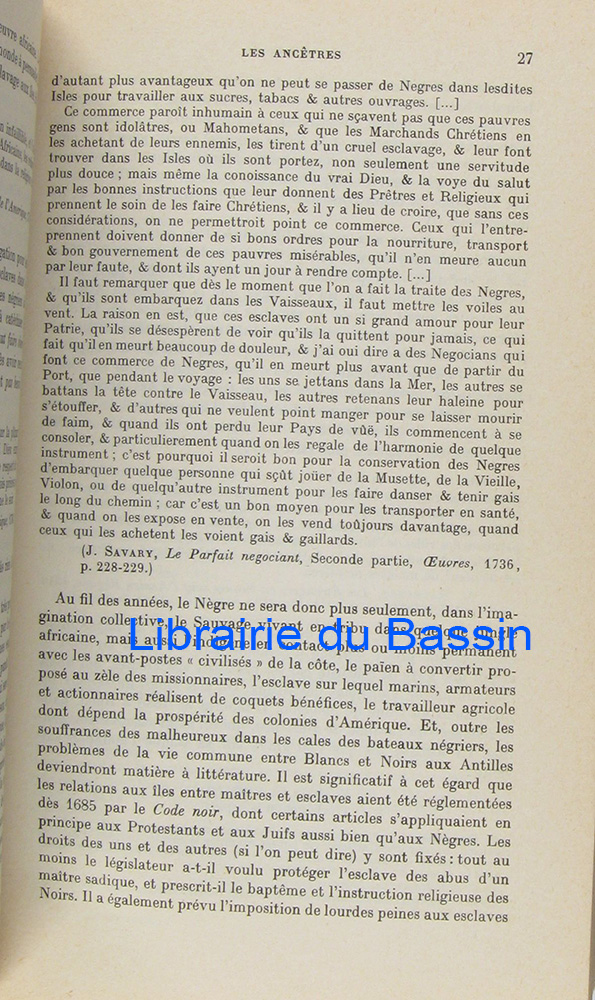 LES ANCÊTRES 27
d'autant plus avantageux qu'on ne peut se passer de Negres dans lesdites
Isles pour travailler aux sucres, tabacs & autres ouvrages. [...]
Ce commerce paroît inhumain à ceux qui ne sçavent pas que ces pauvres
gens sont idolâtres, ou Mahometans, & que les Marchands Chrétiens en
les achetant de leurs ennemis, les tirent d'un cruel esclavage, & leur font
trouver dans les Isles où ils sont portez, non seulement une servitude
plus douce ; mais même la conoissance du vrai Dieu, & la voye du salut
par les bonnes instructions que leur donnent des Prêtres et Religieux qui
prennent le soin de les faire Chrétiens, & il y a lieu de croire, que sans ces
considérations, on ne permettroit point ce commerce. Ceux qui l'entre-
prennent doivent donner de si bons ordres pour la nourriture, transport
& bon gouvernement de ces pauvres misérables, qu'il n'en meure aucun
par leur faute, & dont ils ayent un jour à rendre compte. [...]
Il faut remarquer que dès le moment que l'on a fait la traite des Negres,
& qu'ils sont embarquez dans les Vaisseaux, il faut mettre les voiles au
vent. La raison en est, que ces esclaves ont un si grand amour pour leur
Patrie, qu'ils se désespèrent de voir qu'ils la quittent pour jamais, ce qui
fait qu'il en meurt beaucoup de douleur, & j'ai oui dire a des Negocians qui
font ce commerce de Negres, qu'il en meurt plus avant que de partir du
Port, que pendant le voyage : les uns se jettans dans la Mer, les autres se
battans la tête contre le Vaisseau, les autres retenans leur haleine pour
s'étouffer, & d'autres qui ne veulent point manger pour se laisser mourir
de faim, & quand ils ont perdu leur Pays de vûë, ils commencent à se
consoler, & particulierement quand on les regale de l'harmonie de quelque
instrument ; c'est pourquoi il seroit bon pour la conservation des Negres
d'embarquer quelque personne qui sçût joüer de la Musette, de la Vieille,
Violon, ou de quelqu'autre instrument pour les faire danser & tenir gais
le long du chemin ; car c'est un bon moyen pour les transporter en santé,
& quand on les expose en vente, on les vend toûjours davantage, quand
ceux qui les achetent les voient gais & gaillards.
(J. SAVARY, Le Parfait negociant, Seconde partie, Œuvres, 1736,
p. 228-229.)
Au fil des années, le Nègre ne sera donc plus seulement, dans l'ima-
gination collective, le Sauvage vivant en tribu dans quelque jungle
Librairie du Bassin
africaine, mais aussi l'indigène en contact plus ou moins permanent
avec les avant-postes « civilisés » de la côte, le païen à convertir pro-
posé au zèle des missionnaires, l'esclave sur lequel marins, armateurs
et actionnaires réalisent de coquets bénéfices, le travailleur agricole
dont dépend la prospérité des colonies d'Amérique. Et, outre les
souffrances des malheureux dans les cales des bateaux négriers, les
problèmes de la vie commune entre Blancs et Noirs aux Antilles
deviendront matière à littérature. Il est significatif à cet égard que
les relations aux îles entre maîtres et esclaves aient été réglementées
dès 1685 par le Code noir, dont certains articles s'appliquaient en
principe aux Protestants et aux Juifs aussi bien qu'aux Nègres. Les
droits des uns et des autres (si l'on peut dire) y sont fixés : tout au
moins le législateur a-t-il voulu protéger l'esclave des abus d'un
maître sadique, et prescrit-il le baptême et l'instruction religieuse des
Noirs. Il a également prévu l'imposition de lourdes peines aux esclaves